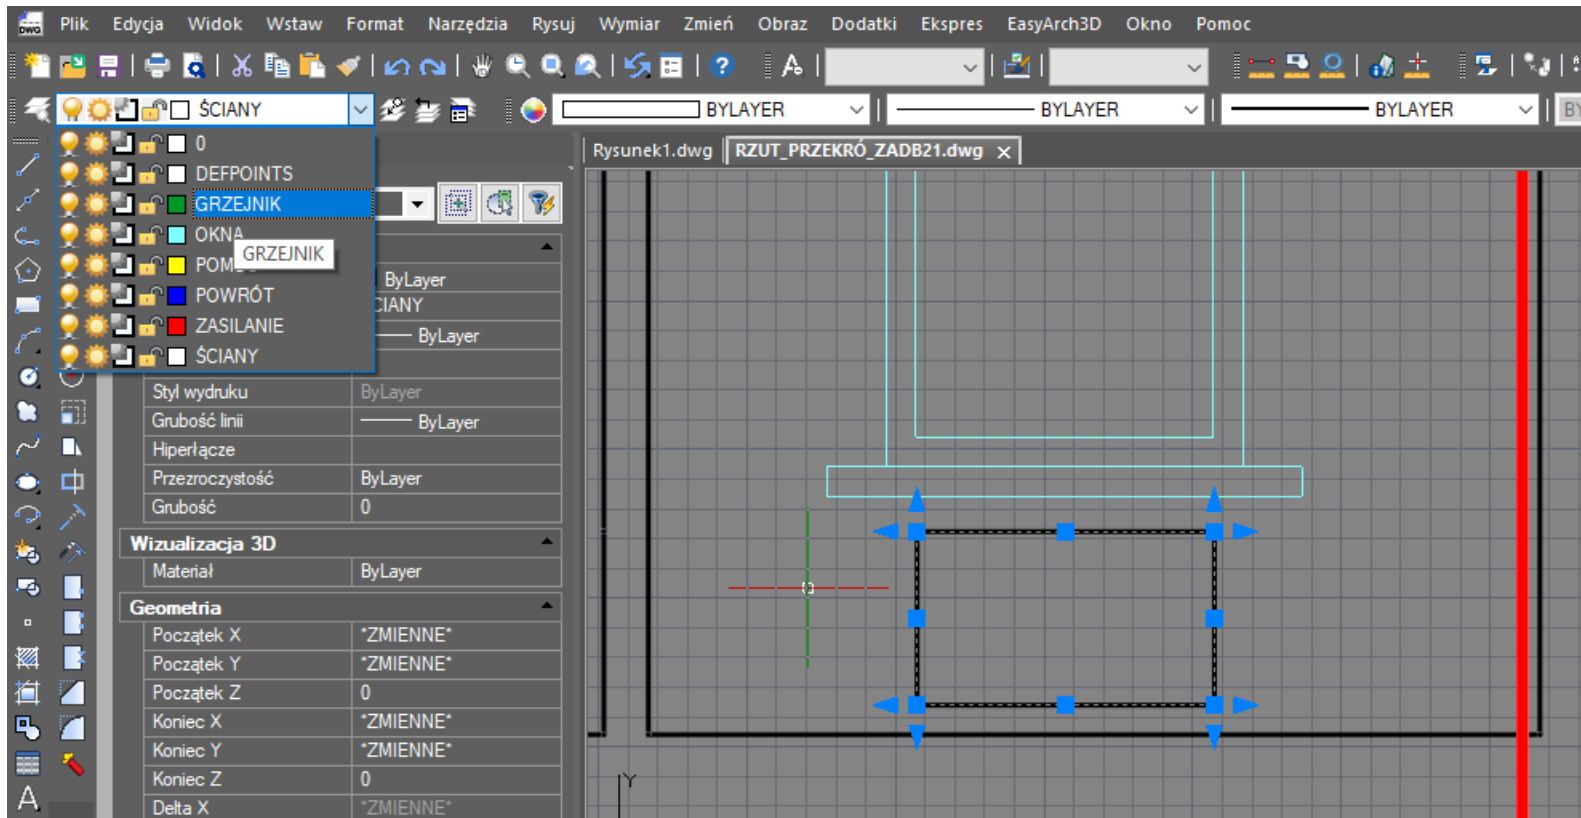 DWG Plik Edycja Widok Wstaw Format Narzędzia Rysuj Wymiar Zmień Obraz Dodatki Ekspres EasyArch3D Okno Pomoc
ŚCIANY BYLAYER BYLAYER BYLAYER BY
0
DEFPOINTS
GRZEJNIK
OKNA
GRZEJNIK
POWRÓT
ZASILANIE
ŚCIANY
Rysunek1.dwg RZUT_PRZEKRÓ_ZADB21.dwg
ByLayer
CIANY
ByLayer
Styl wydruku ByLayer
Grubość linii ByLayer
Hiperłącze
Przezroczystość ByLayer
Grubość 0
Wizualizacja 3D
Materiał ByLayer
Geometria
Początek X *ZMIENNE*
Początek Y *ZMIENNE*
Początek Z 0
Koniec X *ZMIENNE*
Koniec Y *ZMIENNE*
Koniec Z 0
Delta X *ZMIENNE*
Y